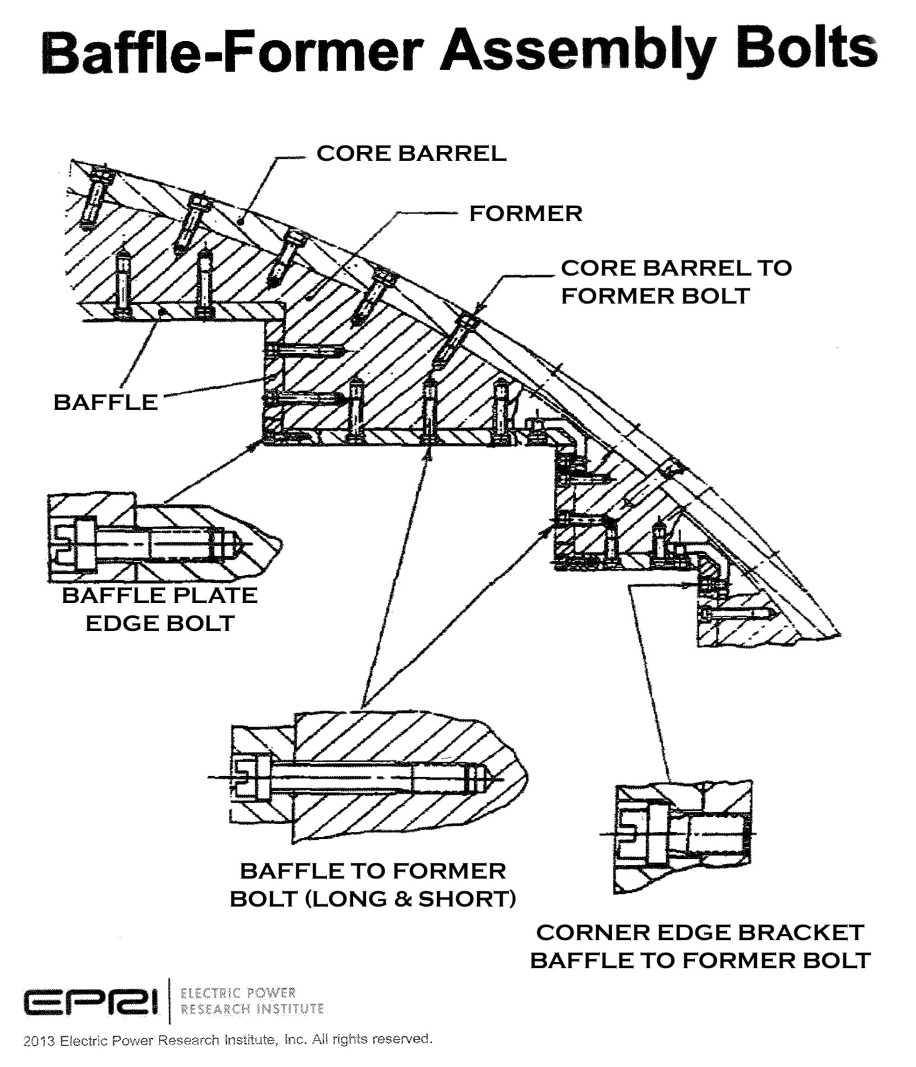 Baffle-Former Assembly Bolts
CORE BARREL
FORMER
CORE BARREL TO
FORMER BOLT
BAFFLE
BAFFLE PLATE
EDGE BOLT
BAFFLE TO FORMER
BOLT (LONG & SHORT)
CORNER EDGE BRACKET
BAFFLE TO FORMER BOLT
EPRI
ELECTRIC POWER
RESEARCH INSTITUTE
2013 Electric Power Research Institute, Inc. All rights reserved.